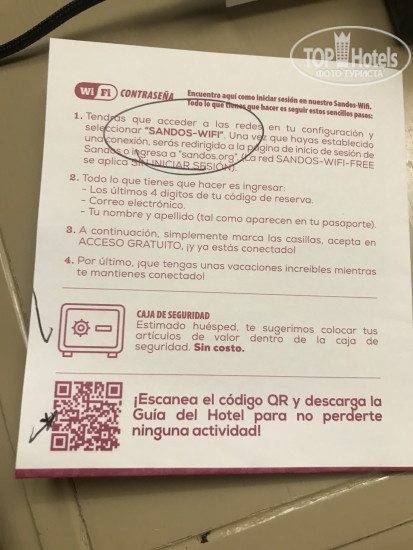 TOP Hotels
ФОТО ТУРИСТА
Wi Fi CONTRASEÑA
Encuentra aquí como iniciar sesión en nuestro Sandos-Wifi.
Todo lo que tienes que hacer es seguir estos sencillos pasos:
1. Tendrás que acceder a las redes en tu configuración y
seleccionar "SANDOS-WIFI". Una vez que hayas establecido
una conexión, serás redirigido a la página de inicio de sesión de
Sandos o ingresa a "sandos.org" (La red SANDOS-WIFI-FREE
se aplica SIN INICIAR SESIÓN).
2. Todo lo que tienes que hacer es ingresar:
- Los últimos 4 dígitos de tu código de reserva.
- Correo electrónico.
- Tu nombre y apellido (tal como aparecen en tu pasaporte).
3. A continuación, simplemente marca las casillas, acepta en
ACCESO GRATUITO, ¡y ya estás conectado!
4. Por último, ¡que tengas unas vacaciones increíbles mientras
te mantienes conectado!
CAJA DE SEGURIDAD
Estimado huésped, te sugerimos colocar tus
artículos de valor dentro de la caja de
seguridad. Sin costo.
¡Escanea el código QR y descarga la
Guía del Hotel para no perderte
ninguna actividad!